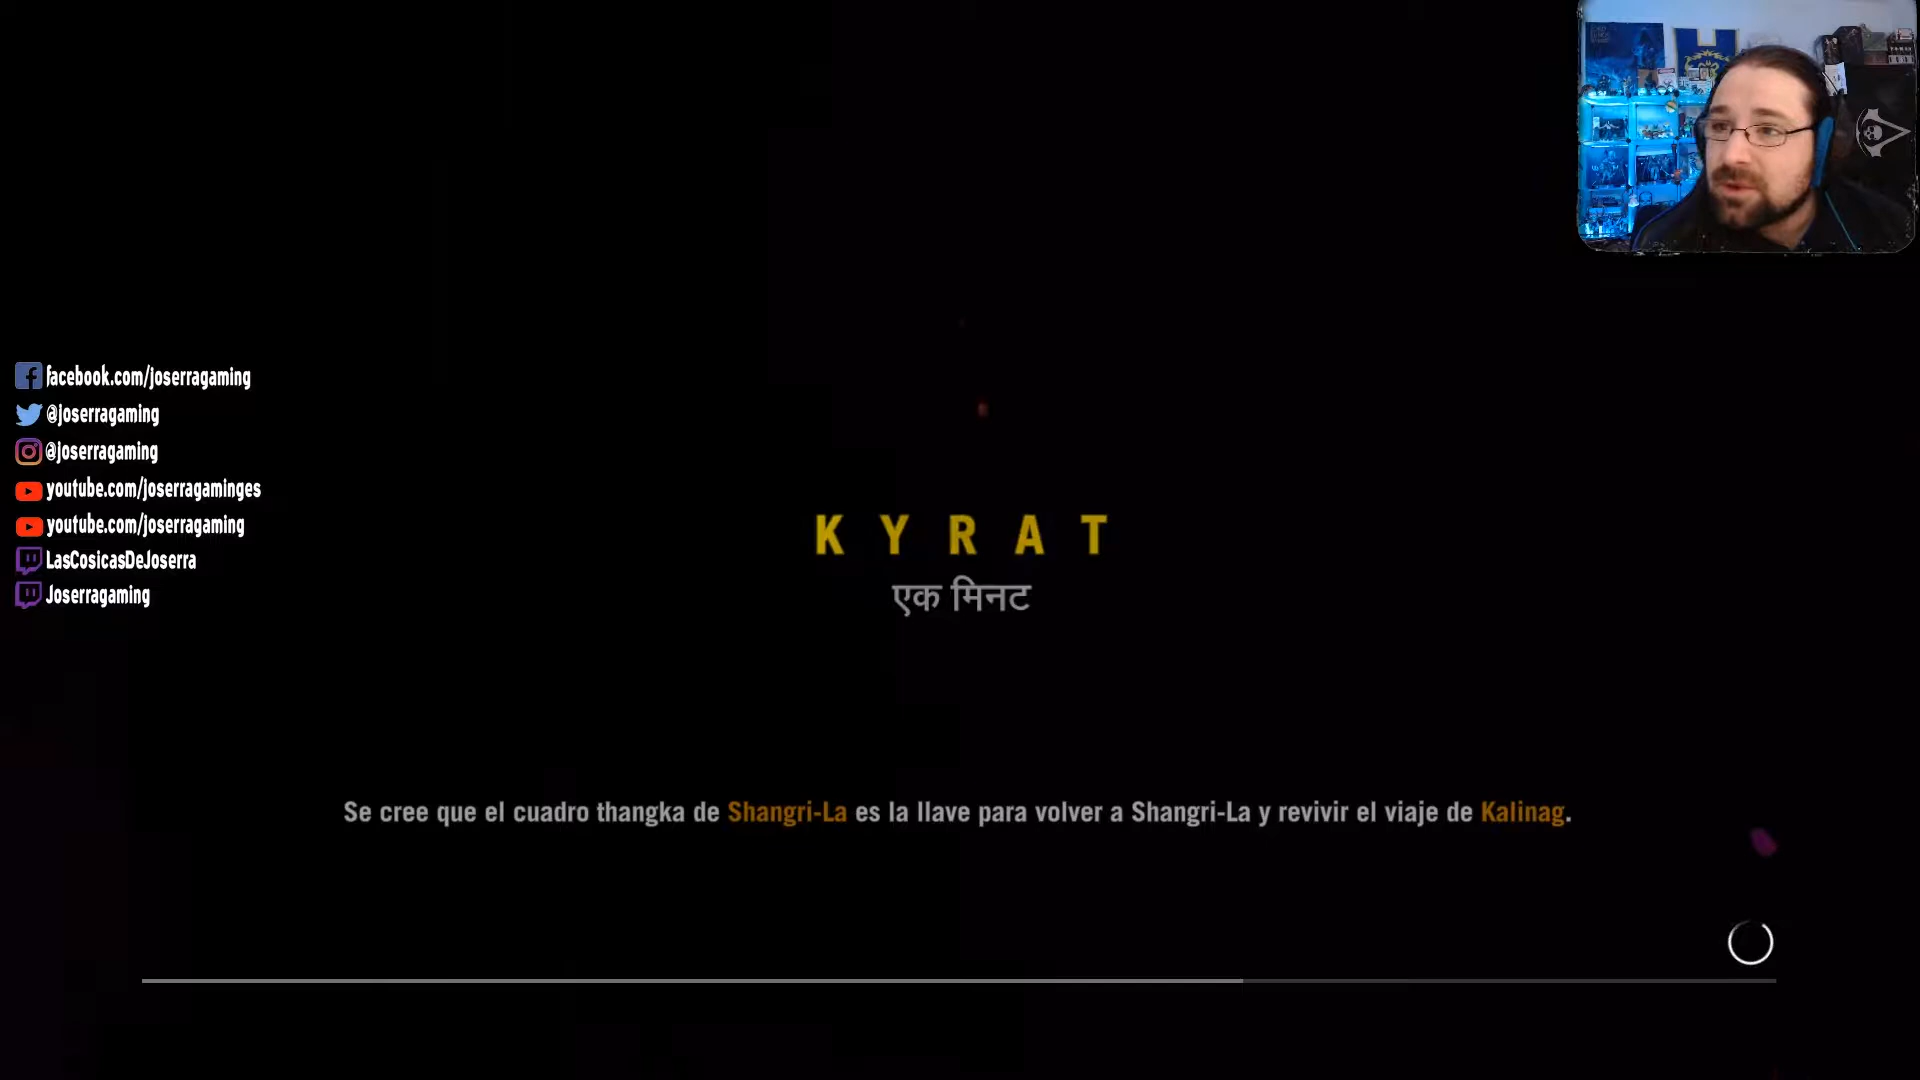 facebook.com/joserragaming
@joserragaming
@joserragaming
youtube.com/joserragaminges
youtube.com/joserragaming
LasCosicasDeJoserra
Joserragaming
KYRAT
एक मिनट
Se cree que el cuadro thangka de Shangri-La es la llave para volver a Shangri-La y revivir el viaje de Kalinag.